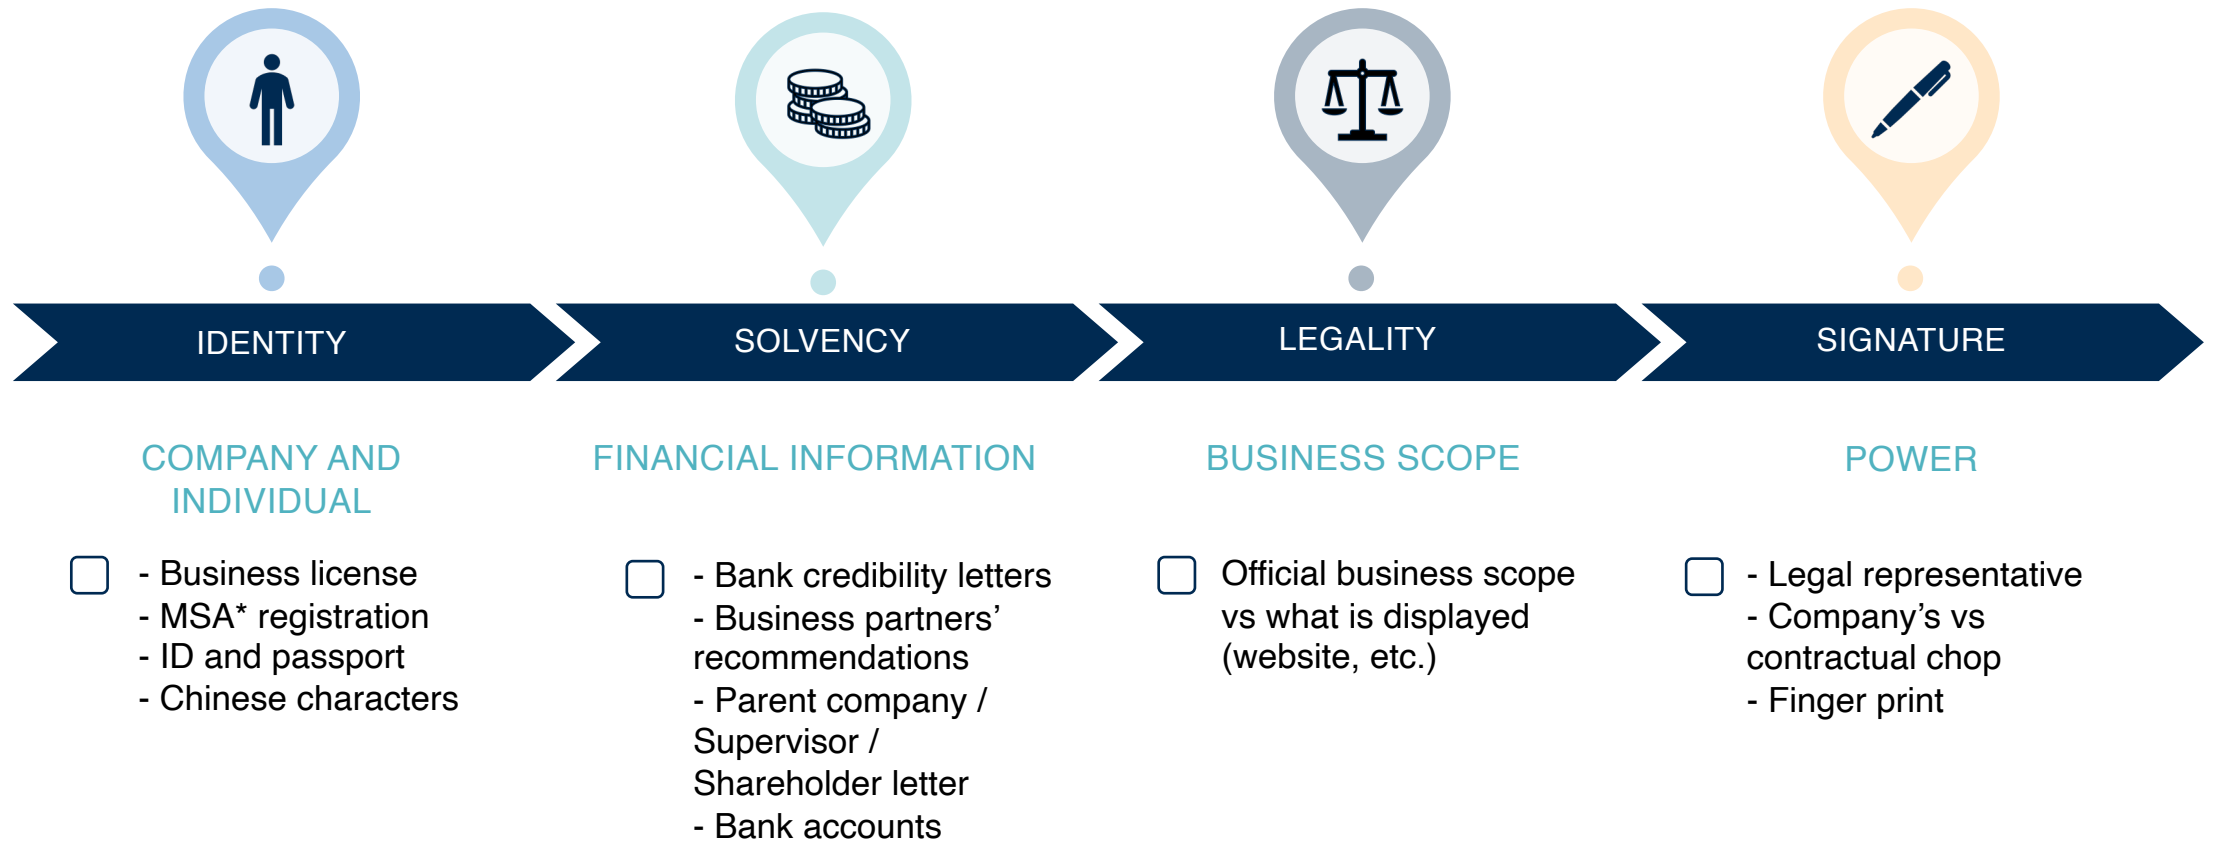 IDENTITY
SOLVENCY
LEGALITY
SIGNATURE
COMPANY AND
INDIVIDUAL
- Business license
- MSA* registration
- ID and passport
- Chinese characters
FINANCIAL INFORMATION
- Bank credibility letters
- Business partners’
recommendations
- Parent company /
Supervisor /
Shareholder letter
- Bank accounts
BUSINESS SCOPE
Official business scope
vs what is displayed
(website, etc.)
POWER
- Legal representative
- Company’s vs
contractual chop
- Finger print